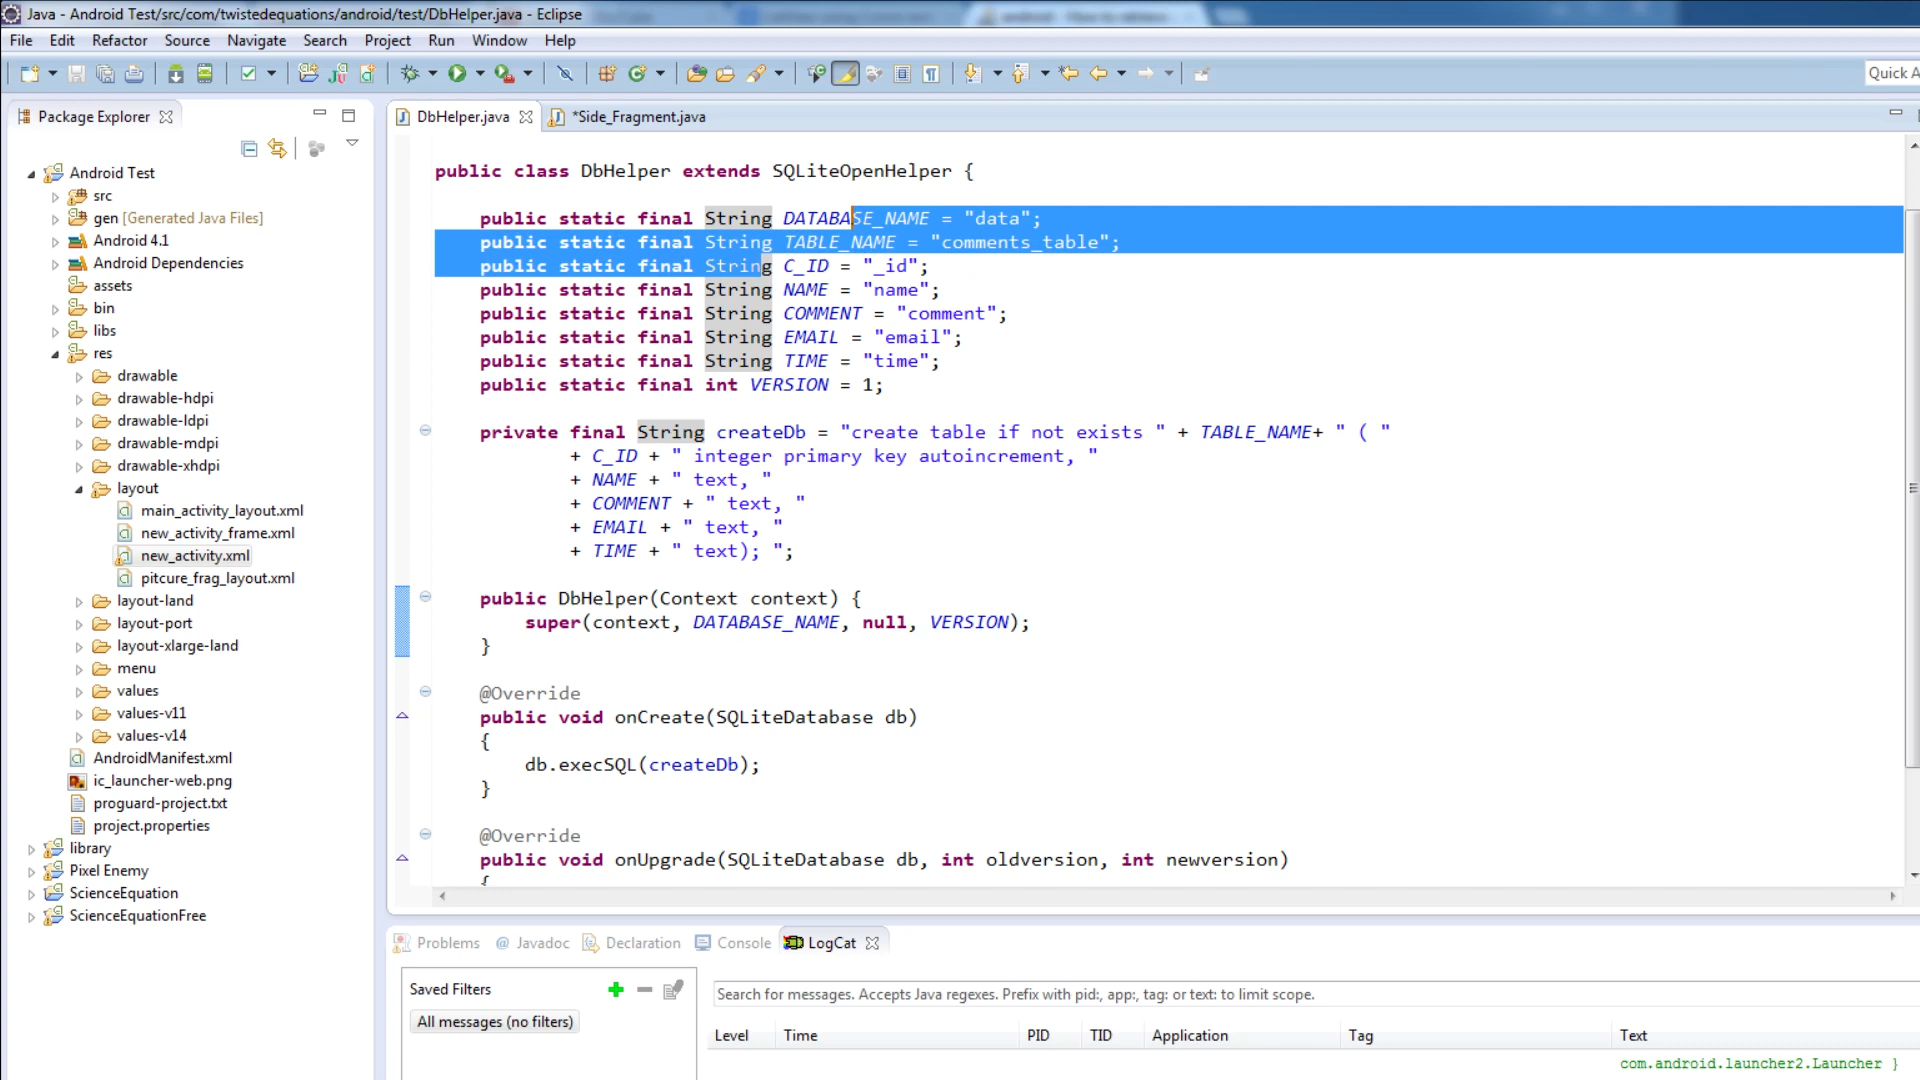 Java - Android Test/src/com/twistedequations/android/test/DbHelper.java - Eclipse
File Edit Refactor Source Navigate Search Project Run Window Help
Quick A
Package Explorer
DbHelper.java
*Side_Fragment.java
Android Test
src
gen [Generated Java Files]
Android 4.1
Android Dependencies
assets
bin
libs
res
drawable
drawable-hdpi
drawable-ldpi
drawable-mdpi
drawable-xhdpi
layout
main_activity_layout.xml
new_activity_frame.xml
new_activity.xml
pitcure_frag_layout.xml
layout-land
layout-port
layout-xlarge-land
menu
values
values-v11
values-v14
AndroidManifest.xml
ic_launcher-web.png
proguard-project.txt
project.properties
library
Pixel Enemy
ScienceEquation
ScienceEquationFree
public class DbHelper extends SQLiteOpenHelper {
public static final String DATABASE_NAME = "data";
public static final String TABLE_NAME = "comments_table";
public static final String C_ID = "_id";
public static final String NAME = "name";
public static final String COMMENT = "comment";
public static final String EMAIL = "email";
public static final String TIME = "time";
public static final int VERSION = 1;
private final String createDb = "create table if not exists " + TABLE_NAME+ " ( "
+ C_ID + " integer primary key autoincrement, "
+ NAME + " text, "
+ COMMENT + " text, "
+ EMAIL + " text, "
+ TIME + " text); ";
public DbHelper(Context context) {
super(context, DATABASE_NAME, null, VERSION);
}
@Override
public void onCreate(SQLiteDatabase db)
{
db.execSQL(createDb);
}
@Override
public void onUpgrade(SQLiteDatabase db, int oldversion, int newversion)
{
Problems @ Javadoc Declaration Console LogCat
Saved Filters
All messages (no filters)
Search for messages. Accepts Java regexes. Prefix with pid:, app:, tag: or text: to limit scope.
Level Time PID TID Application Tag Text
com.android.launcher2.Launcher }